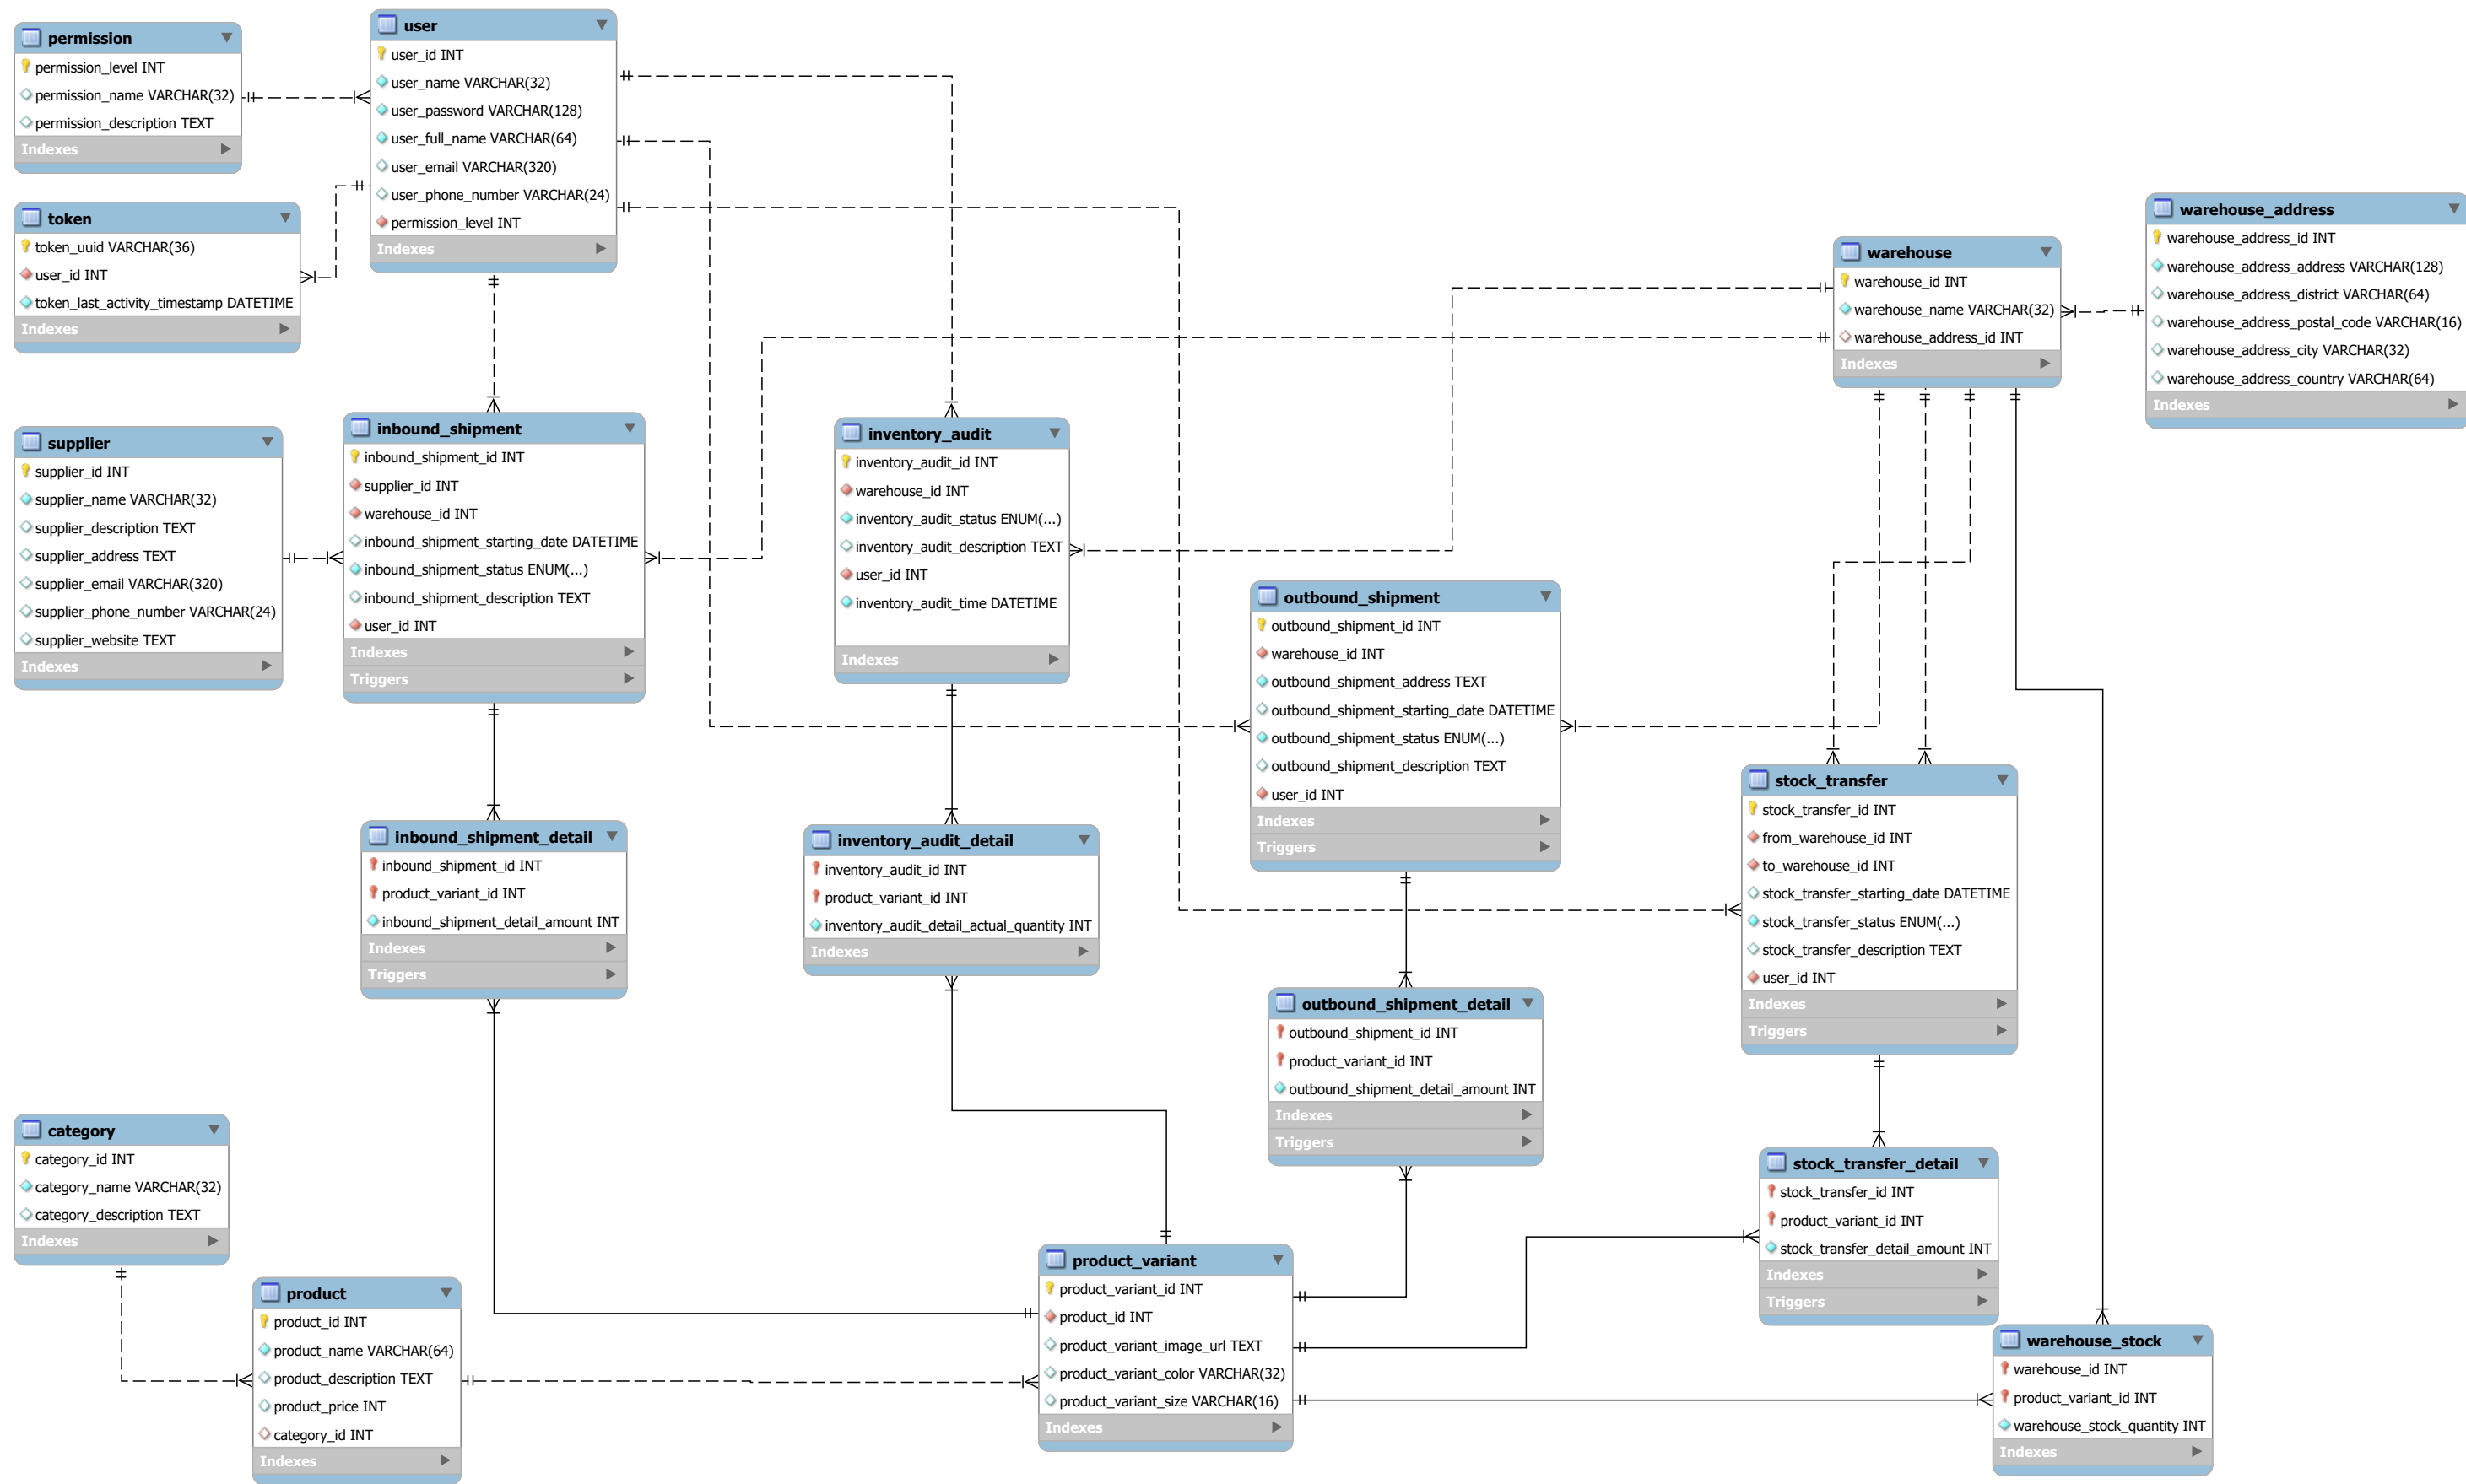 permission
permission_level INT
permission_name VARCHAR(32)
permission_description TEXT
Indexes
user
user_id INT
user_name VARCHAR(32)
user_password VARCHAR(128)
user_full_name VARCHAR(64)
user_email VARCHAR(320)
user_phone_number VARCHAR(24)
permission_level INT
Indexes
token
token_uuid VARCHAR(36)
user_id INT
token_last_activity_timestamp DATETIME
Indexes
warehouse
warehouse_id INT
warehouse_name VARCHAR(32)
warehouse_address_id INT
Indexes
warehouse_address
warehouse_address_id INT
warehouse_address_address VARCHAR(128)
warehouse_address_district VARCHAR(64)
warehouse_address_postal_code VARCHAR(16)
warehouse_address_city VARCHAR(32)
warehouse_address_country VARCHAR(64)
Indexes
supplier
supplier_id INT
supplier_name VARCHAR(32)
supplier_description TEXT
supplier_address TEXT
supplier_email VARCHAR(320)
supplier_phone_number VARCHAR(24)
supplier_website TEXT
Indexes
inbound_shipment
inbound_shipment_id INT
supplier_id INT
warehouse_id INT
inbound_shipment_starting_date DATETIME
inbound_shipment_status ENUM(...)
inbound_shipment_description TEXT
user_id INT
Indexes
Triggers
inventory_audit
inventory_audit_id INT
warehouse_id INT
inventory_audit_status ENUM(...)
inventory_audit_description TEXT
user_id INT
inventory_audit_time DATETIME
Indexes
outbound_shipment
outbound_shipment_id INT
warehouse_id INT
outbound_shipment_address TEXT
outbound_shipment_starting_date DATETIME
outbound_shipment_status ENUM(...)
outbound_shipment_description TEXT
user_id INT
Indexes
Triggers
stock_transfer
stock_transfer_id INT
from_warehouse_id INT
to_warehouse_id INT
stock_transfer_starting_date DATETIME
stock_transfer_status ENUM(...)
stock_transfer_description TEXT
user_id INT
Indexes
Triggers
inbound_shipment_detail
inbound_shipment_id INT
product_variant_id INT
inbound_shipment_detail_amount INT
Indexes
Triggers
inventory_audit_detail
inventory_audit_id INT
product_variant_id INT
inventory_audit_detail_actual_quantity INT
Indexes
outbound_shipment_detail
outbound_shipment_id INT
product_variant_id INT
outbound_shipment_detail_amount INT
Indexes
Triggers
stock_transfer_detail
stock_transfer_id INT
product_variant_id INT
stock_transfer_detail_amount INT
Indexes
Triggers
category
category_id INT
category_name VARCHAR(32)
category_description TEXT
Indexes
product
product_id INT
product_name VARCHAR(64)
product_description TEXT
product_price INT
category_id INT
Indexes
product_variant
product_variant_id INT
product_id INT
product_variant_image_url TEXT
product_variant_color VARCHAR(32)
product_variant_size VARCHAR(16)
Indexes
warehouse_stock
warehouse_id INT
product_variant_id INT
warehouse_stock_quantity INT
Indexes